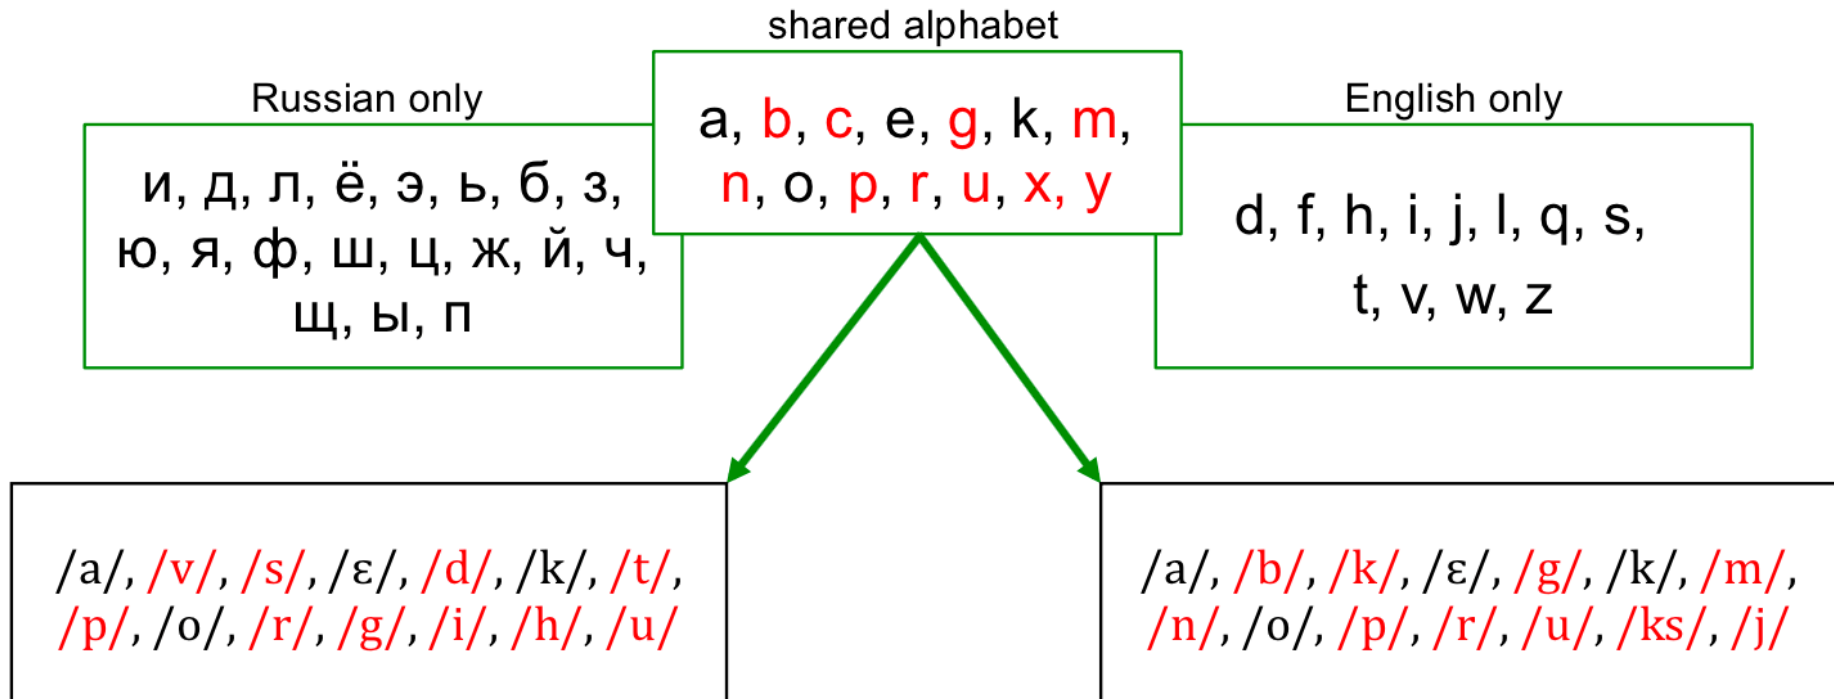 shared alphabet
Russian only
English only
a, b, c, e, g, k, m,
n, o, p, r, u, x, y
и, д, л, ё, э, ь, б, з,
ю, я, ф, ш, ц, ж, й, ч,
щ, ы, п
d, f, h, i, j, l, q, s,
t, v, w, z
/a/, /v/, /s/, /ɛ/, /d/, /k/, /t/,
/p/, /o/, /r/, /g/, /i/, /h/, /u/
/a/, /b/, /k/, /ɛ/, /g/, /k/, /m/,
/n/, /o/, /p/, /r/, /u/, /ks/, /j/